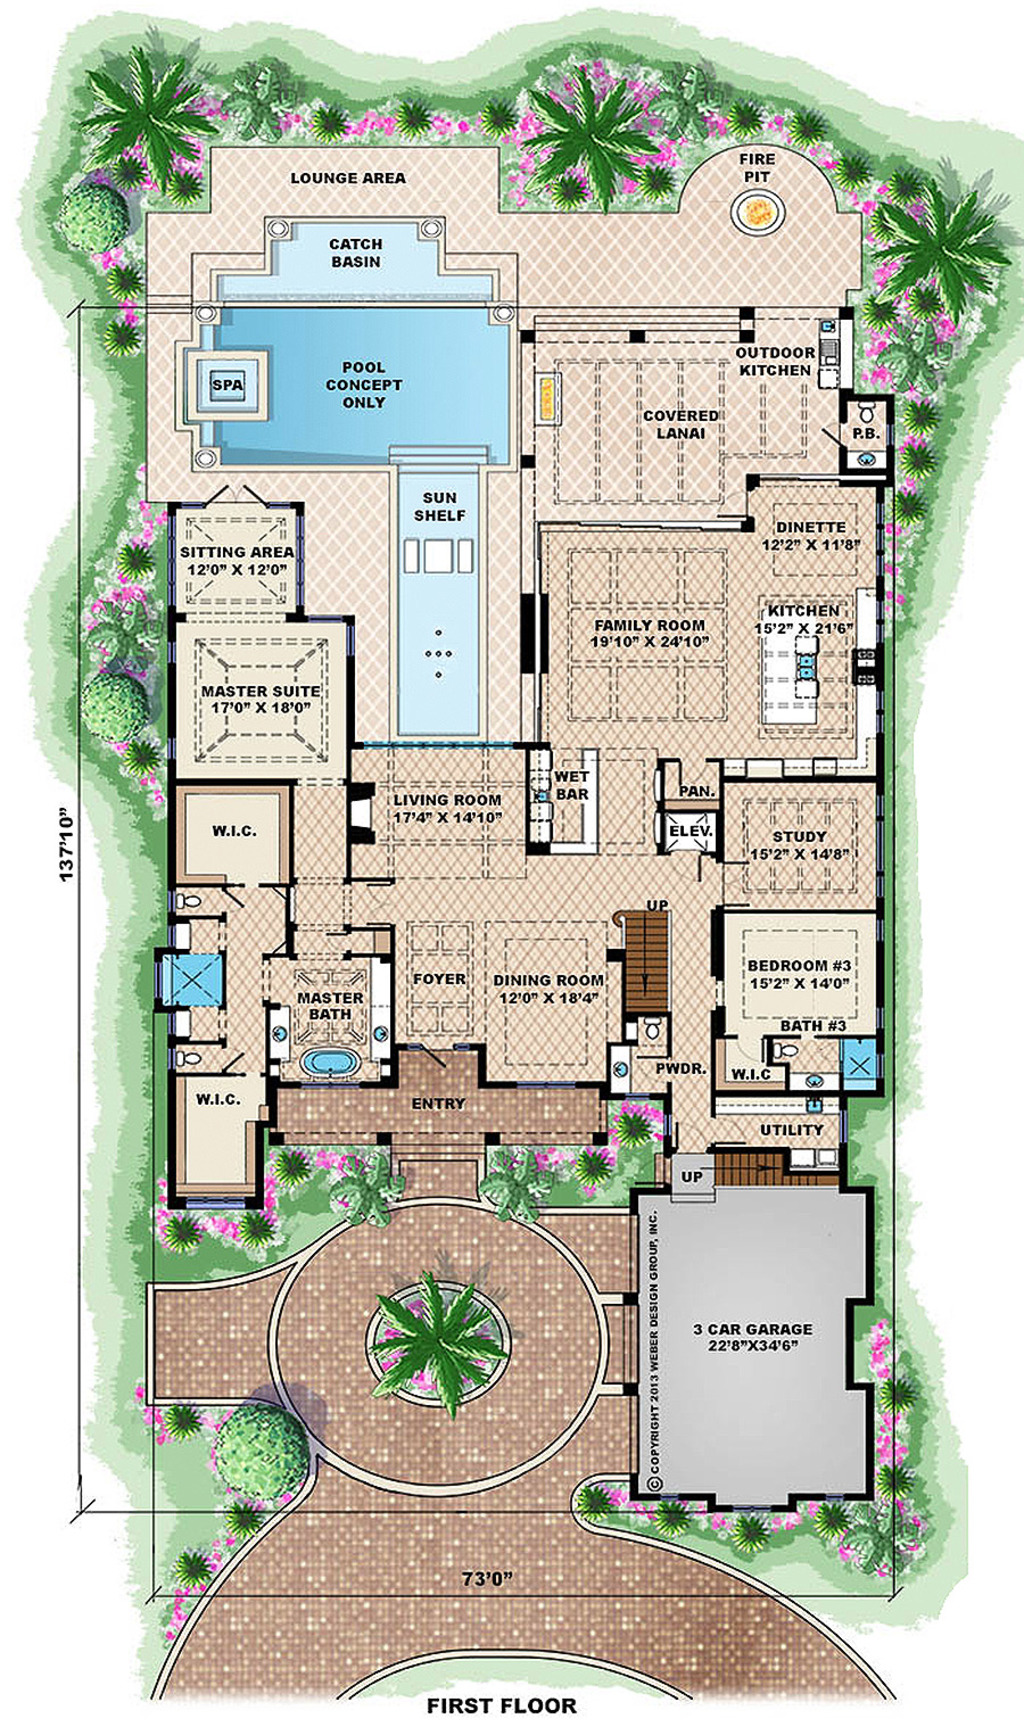 LOUNGE AREA
FIRE
PIT
CATCH
BASIN
OUTDOOR
KITCHEN
POOL
CONCEPT
ONLY
SPA
COVERED
LANAI
P.B.
SUN
SHELF
DINETTE
12'2" X 11'8"
SITTING AREA
12'0" X 12'0"
FAMILY ROOM
19'10" X 24'10"
KITCHEN
15'2" X 21'6"
MASTER SUITE
17'0" X 18'0"
WET
BAR
PAN.
LIVING ROOM
17'4" X 14'10"
W.I.C.
ELEV.
STUDY
15'2" X 14'8"
137'10"
UP
FOYER
DINING ROOM
12'0" X 18'4"
BEDROOM #3
15'2" X 14'0"
MASTER
BATH
BATH #3
PWDR.
W.I.C
W.I.C.
ENTRY
UTILITY
UP
© COPYRIGHT 2013 WEBER DESIGN GROUP, INC.
3 CAR GARAGE
22'8"X34'6"
73'0"
FIRST FLOOR